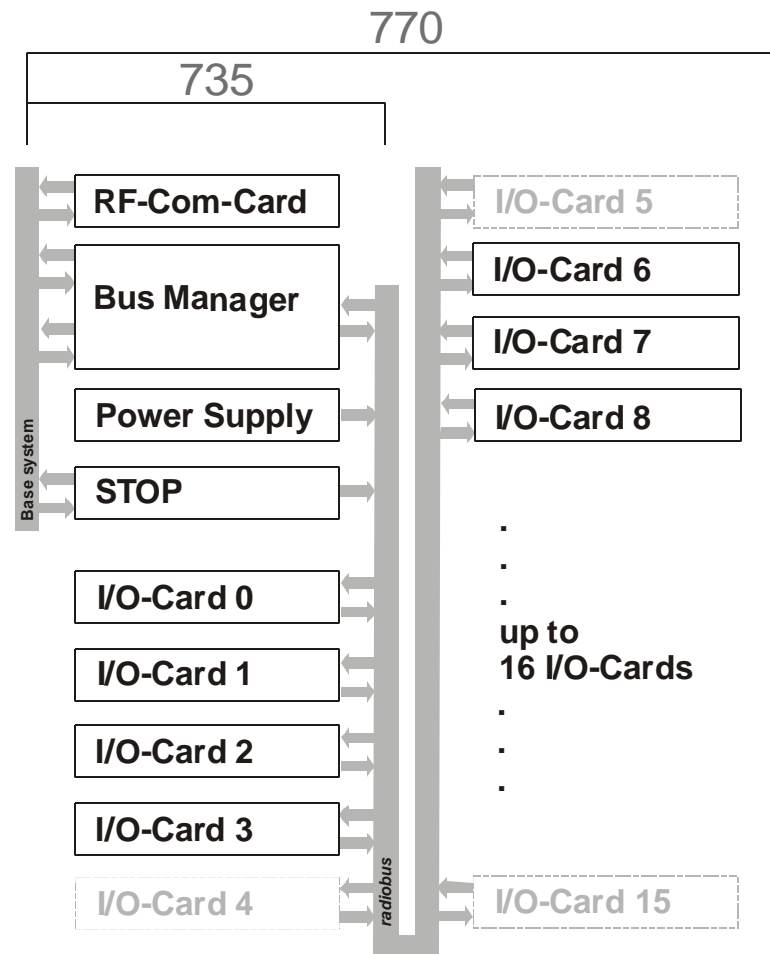 770
735
RF-Com-Card
Bus Manager
Power Supply
STOP
Base system
I/O-Card 0
I/O-Card 1
I/O-Card 2
I/O-Card 3
I/O-Card 4
radiobus
I/O-Card 5
I/O-Card 6
I/O-Card 7
I/O-Card 8
.
.
.
up to
16 I/O-Cards
.
.
.
I/O-Card 15